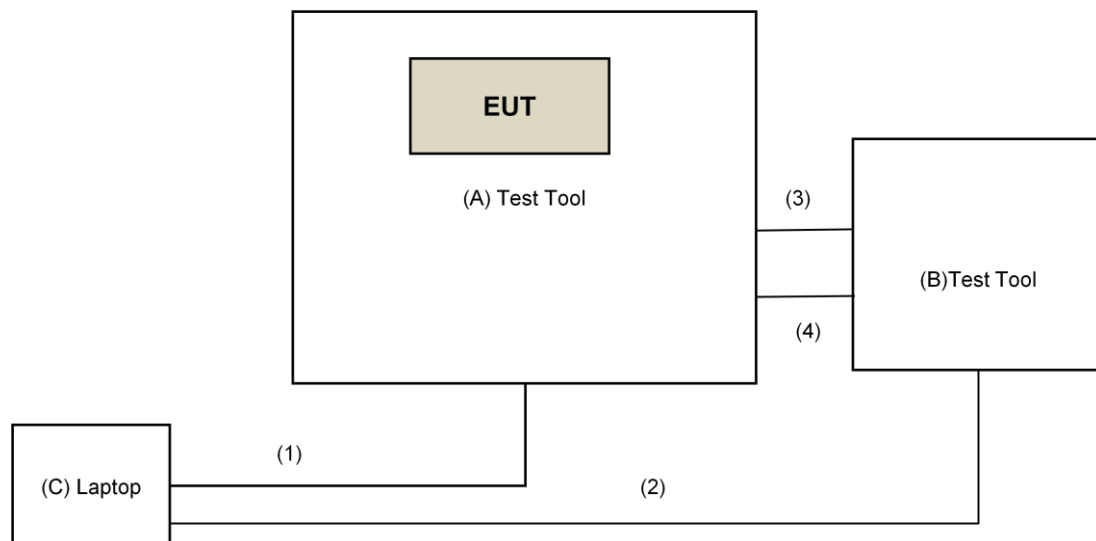 EUT
(A) Test Tool
(3)
(B)Test Tool
(4)
(1)
(C) Laptop
(2)